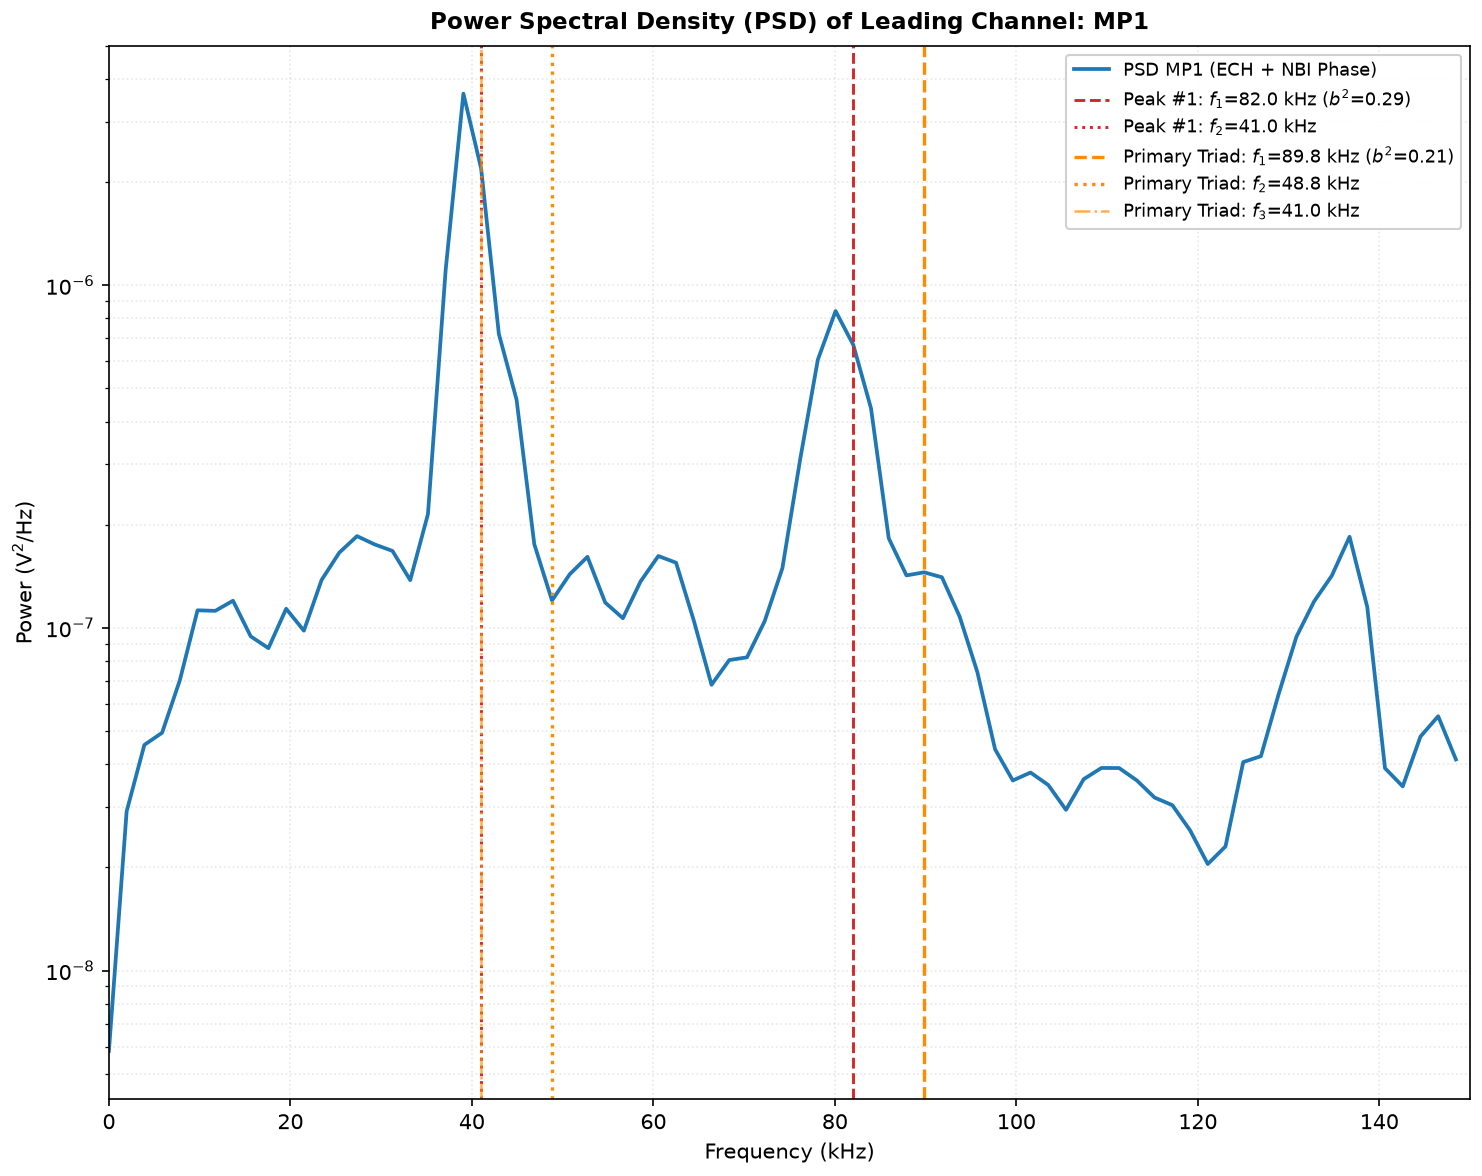 Power Spectral Density (PSD) of Leading Channel: MP1
PSD MP1 (ECH + NBI Phase)
Peak #1: f₁=82.0 kHz (b²=0.29)
Peak #1: f₂=41.0 kHz
Primary Triad: f₁=89.8 kHz (b²=0.21)
Primary Triad: f₂=48.8 kHz
Primary Triad: f₃=41.0 kHz
Power (V²/Hz)
10⁻⁶
10⁻⁷
10⁻⁸
0 20 40 60 80 100 120 140
Frequency (kHz)